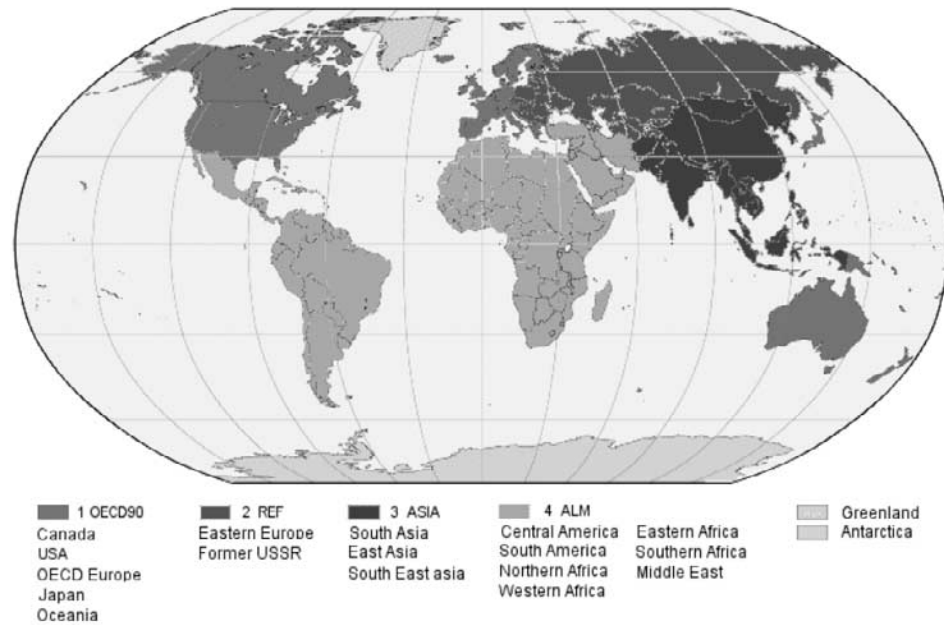 1 OECD90
Canada
USA
OECD Europe
Japan
Oceania
2 REF
Eastern Europe
Former USSR
3 ASIA
South Asia
East Asia
South East asia
4 ALM
Central America
South America
Northern Africa
Western Africa
Eastern Africa
Southern Africa
Middle East
Greenland
Antarctica